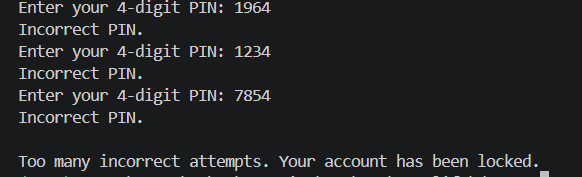 Enter your 4-digit PIN: 1964
Incorrect PIN.
Enter your 4-digit PIN: 1234
Incorrect PIN.
Enter your 4-digit PIN: 7854
Incorrect PIN.
Too many incorrect attempts. Your account has been locked.